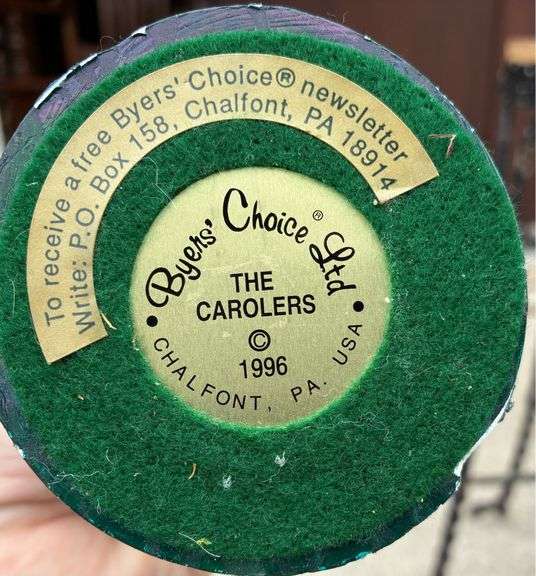 To receive a free Byers' Choice® newsletter
Write: P.O. Box 158, Chalfont, PA 18914
Byers' Choice® Ltd
THE
CAROLERS
©
1996
• CHALFONT, PA. USA •